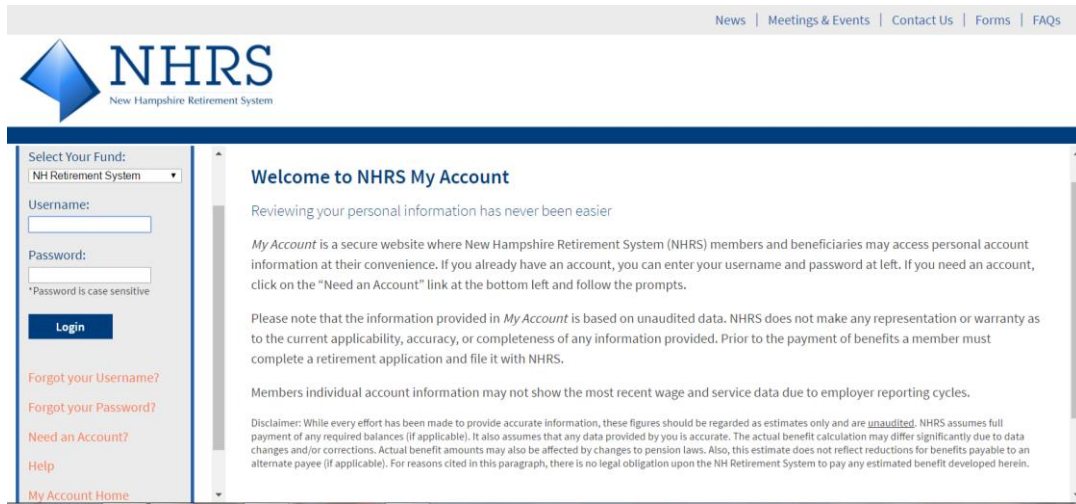 News | Meetings & Events | Contact Us | Forms | FAQs
NHRS
New Hampshire Retirement System
Select Your Fund:
NH Retirement System
Username:
Password:
*Password is case sensitive
Login
Forgot your Username?
Forgot your Password?
Need an Account?
Help
My Account Home
Welcome to NHRS My Account
Reviewing your personal information has never been easier
My Account is a secure website where New Hampshire Retirement System (NHRS) members and beneficiaries may access personal account
information at their convenience. If you already have an account, you can enter your username and password at left. If you need an account,
click on the “Need an Account” link at the bottom left and follow the prompts.
Please note that the information provided in My Account is based on unaudited data. NHRS does not make any representation or warranty as
to the current applicability, accuracy, or completeness of any information provided. Prior to the payment of benefits a member must
complete a retirement application and file it with NHRS.
Members individual account information may not show the most recent wage and service data due to employer reporting cycles.
Disclaimer: While every effort has been made to provide accurate information, these figures should be regarded as estimates only and are unaudited. NHRS assumes full
payment of any required balances (if applicable). It also assumes that any data provided by you is accurate. The actual benefit calculation may differ significantly due to data
changes and/or corrections. Actual benefit amounts may also be affected by changes to pension laws. Also, this estimate does not reflect reductions for benefits payable to an
alternate payee (if applicable). For reasons cited in this paragraph, there is no legal obligation upon the NH Retirement System to pay any estimated benefit developed herein.